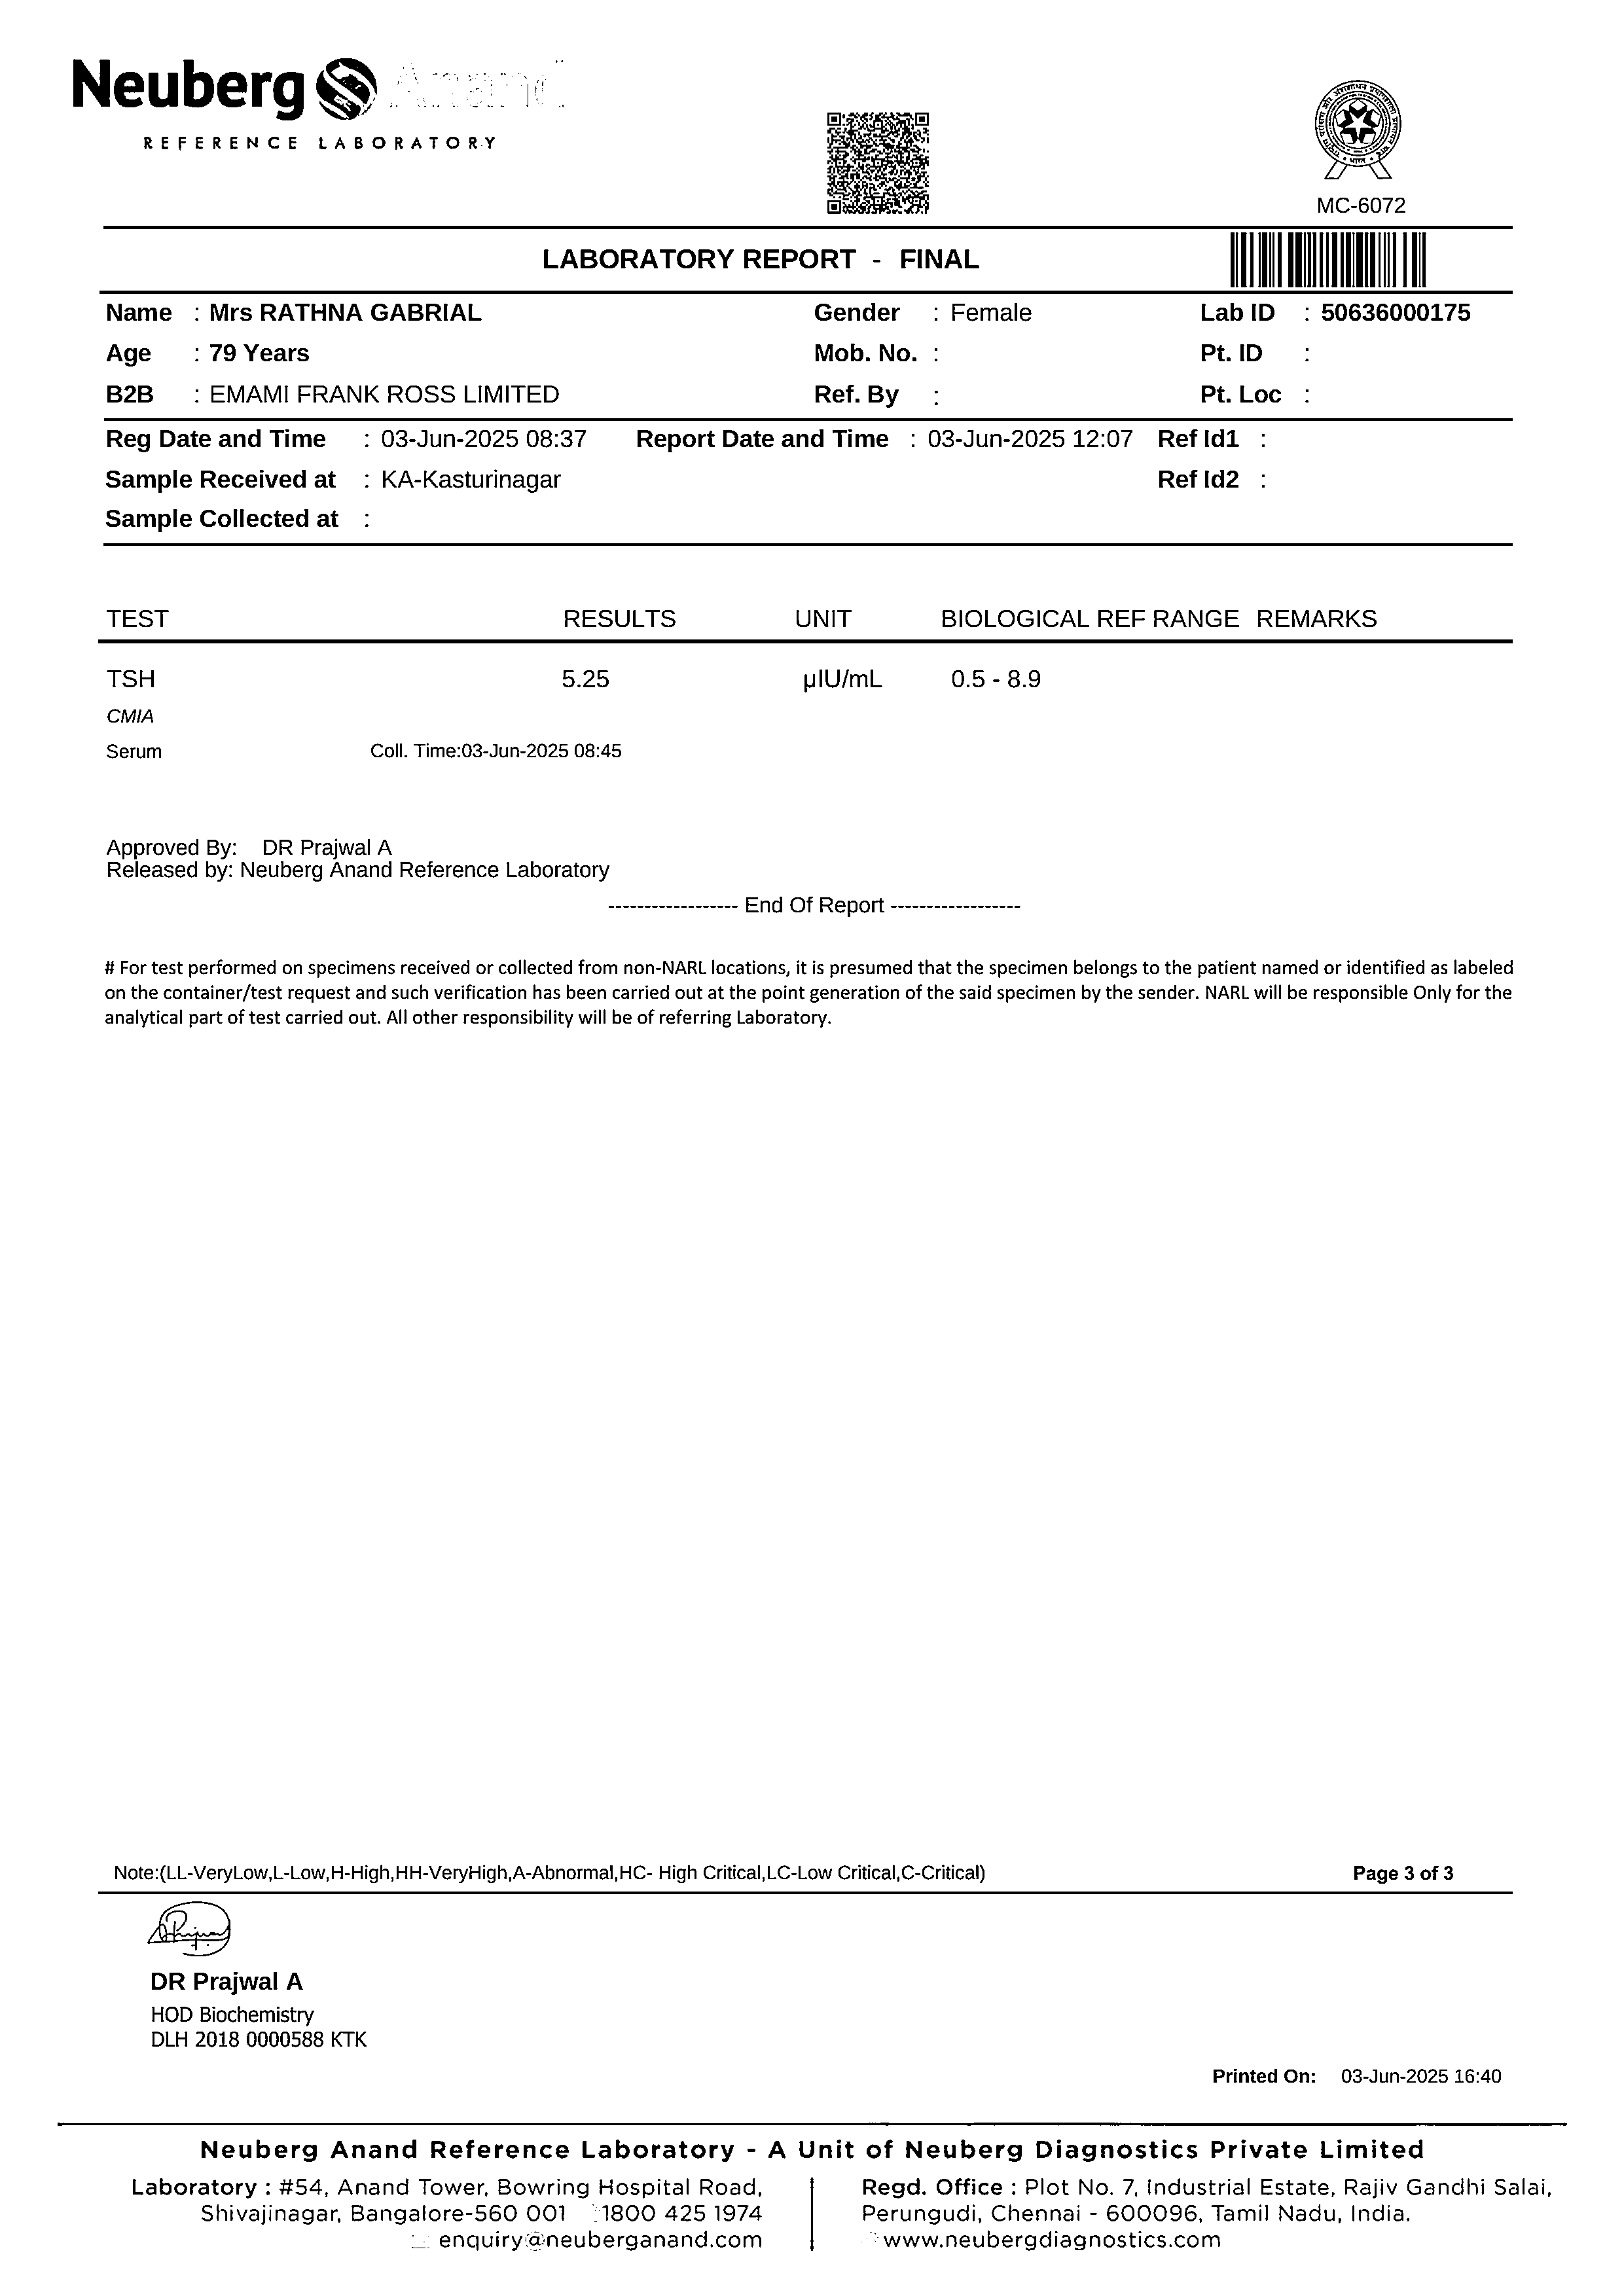 Neuberg Anand
REFERENCE LABORATORY
MC-6072
LABORATORY REPORT - FINAL
Name : Mrs RATHNA GABRIAL Gender : Female Lab ID : 50636000175
Age : 79 Years Mob. No. : Pt. ID :
B2B : EMAMI FRANK ROSS LIMITED Ref. By : Pt. Loc :
Reg Date and Time : 03-Jun-2025 08:37 Report Date and Time : 03-Jun-2025 12:07 Ref Id1 :
Sample Received at : KA-Kasturinagar Ref Id2 :
Sample Collected at :
TEST RESULTS UNIT BIOLOGICAL REF RANGE REMARKS
TSH 5.25 µIU/mL 0.5 - 8.9
CMIA
Serum Coll. Time:03-Jun-2025 08:45
Approved By: DR Prajwal A
Released by: Neuberg Anand Reference Laboratory
------------------ End Of Report ------------------
# For test performed on specimens received or collected from non-NARL locations, it is presumed that the specimen belongs to the patient named or identified as labeled
on the container/test request and such verification has been carried out at the point generation of the said specimen by the sender. NARL will be responsible Only for the
analytical part of test carried out. All other responsibility will be of referring Laboratory.
Note:(LL-VeryLow,L-Low,H-High,HH-VeryHigh,A-Abnormal,HC- High Critical,LC-Low Critical,C-Critical) Page 3 of 3
DR Prajwal A
HOD Biochemistry
DLH 2018 0000588 KTK
Printed On: 03-Jun-2025 16:40
Neuberg Anand Reference Laboratory - A Unit of Neuberg Diagnostics Private Limited
Laboratory : #54, Anand Tower, Bowring Hospital Road,
Shivajinagar, Bangalore-560 001 1800 425 1974
enquiry@neuberganand.com
Regd. Office : Plot No. 7, Industrial Estate, Rajiv Gandhi Salai,
Perungudi, Chennai - 600096, Tamil Nadu, India.
www.neubergdiagnostics.com